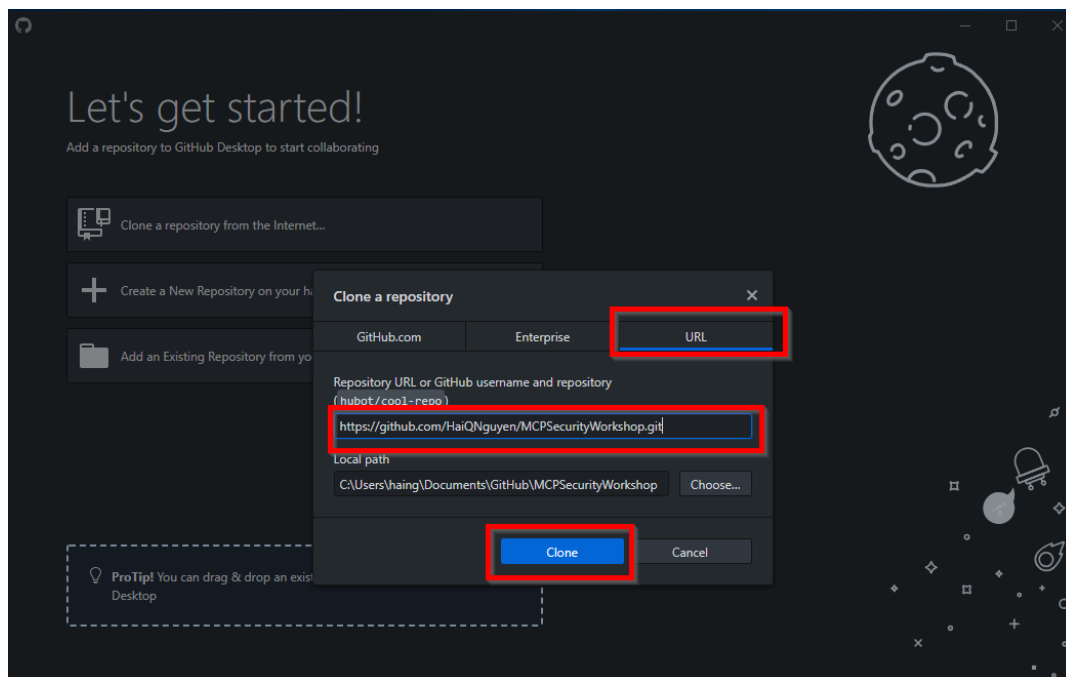 Let's get started!
Add a repository to GitHub Desktop to start collaborating
Clone a repository from the Internet...
Create a New Repository on your ha
Add an Existing Repository from yo
Clone a repository
GitHub.com
Enterprise
URL
Repository URL or GitHub username and repository
(hubot/cool-repo)
https://github.com/HaiQNguyen/MCPSecurityWorkshop.git
Local path
C:\Users\haing\Documents\GitHub\MCPSecurityWorkshop
Choose...
Clone
Cancel
ProTip! You can drag & drop an exist
Desktop